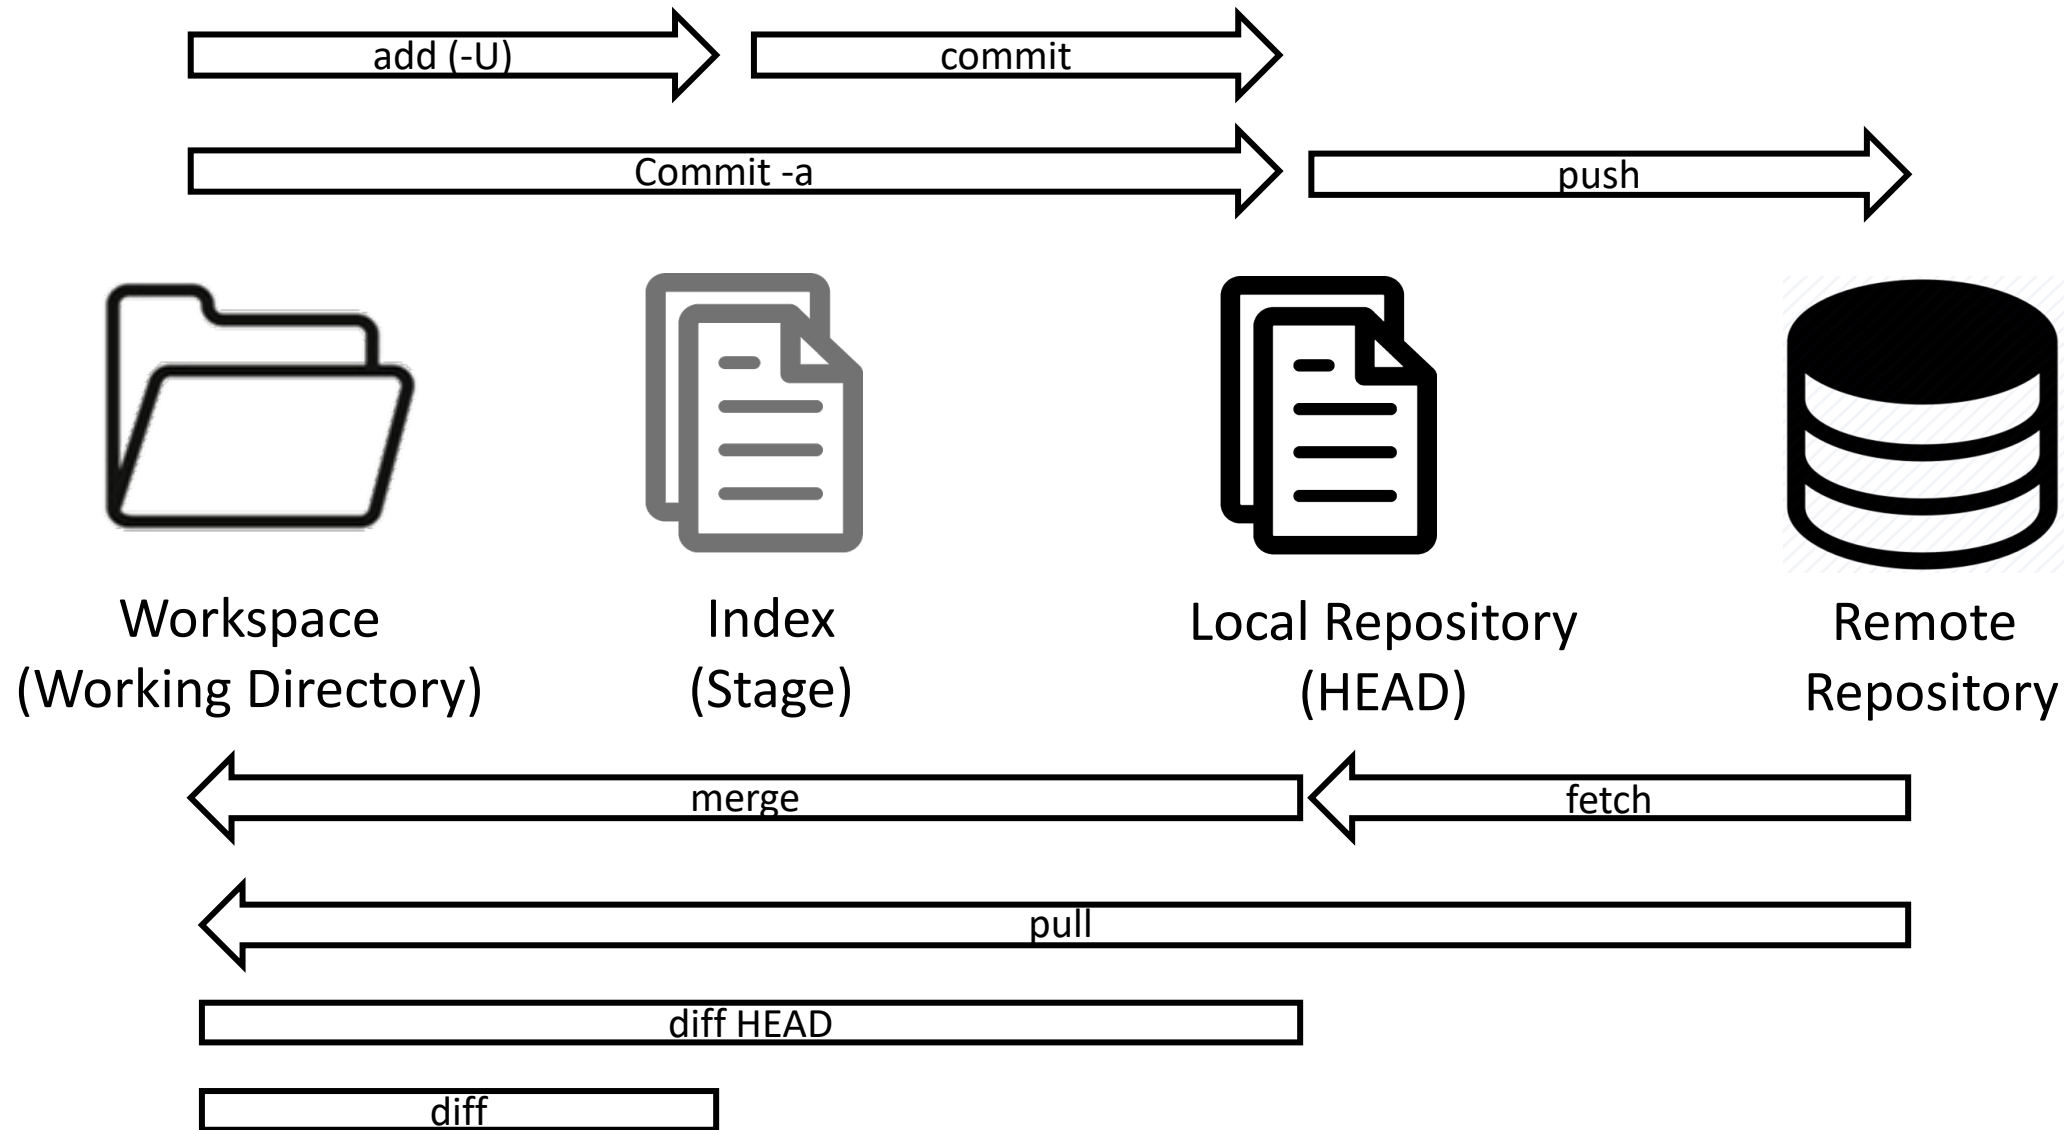 add (-U)
commit
Commit -a
push
Workspace
(Working Directory)
Index
(Stage)
Local Repository
(HEAD)
Remote
Repository
merge
fetch
pull
diff HEAD
diff